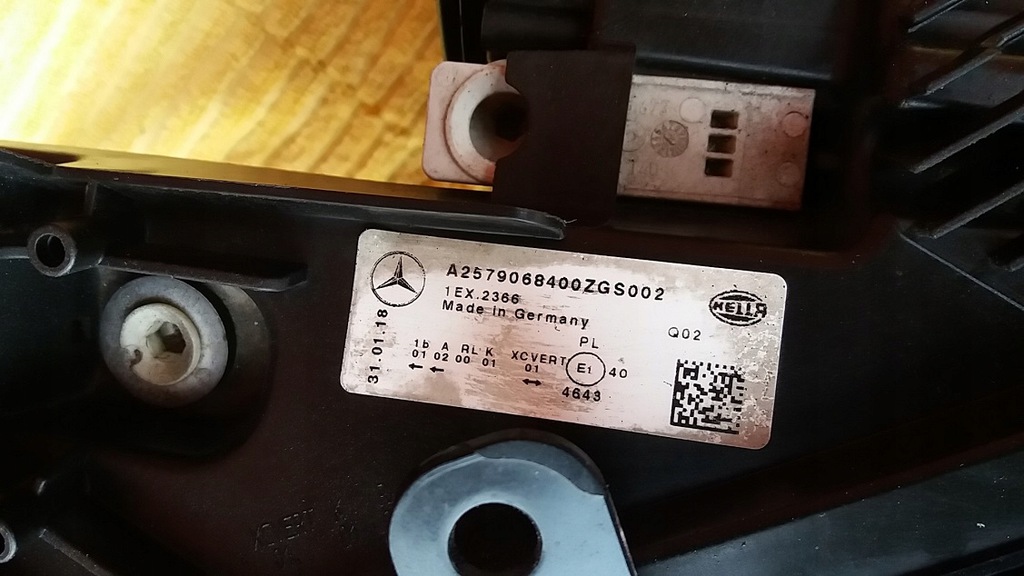 A2579068400ZGS002
1EX.2366
Made in Germany
HELLA
Q02
PL
1b A RL K XCVERT E1 40
01 02 00 01 01
4643
31.01.18